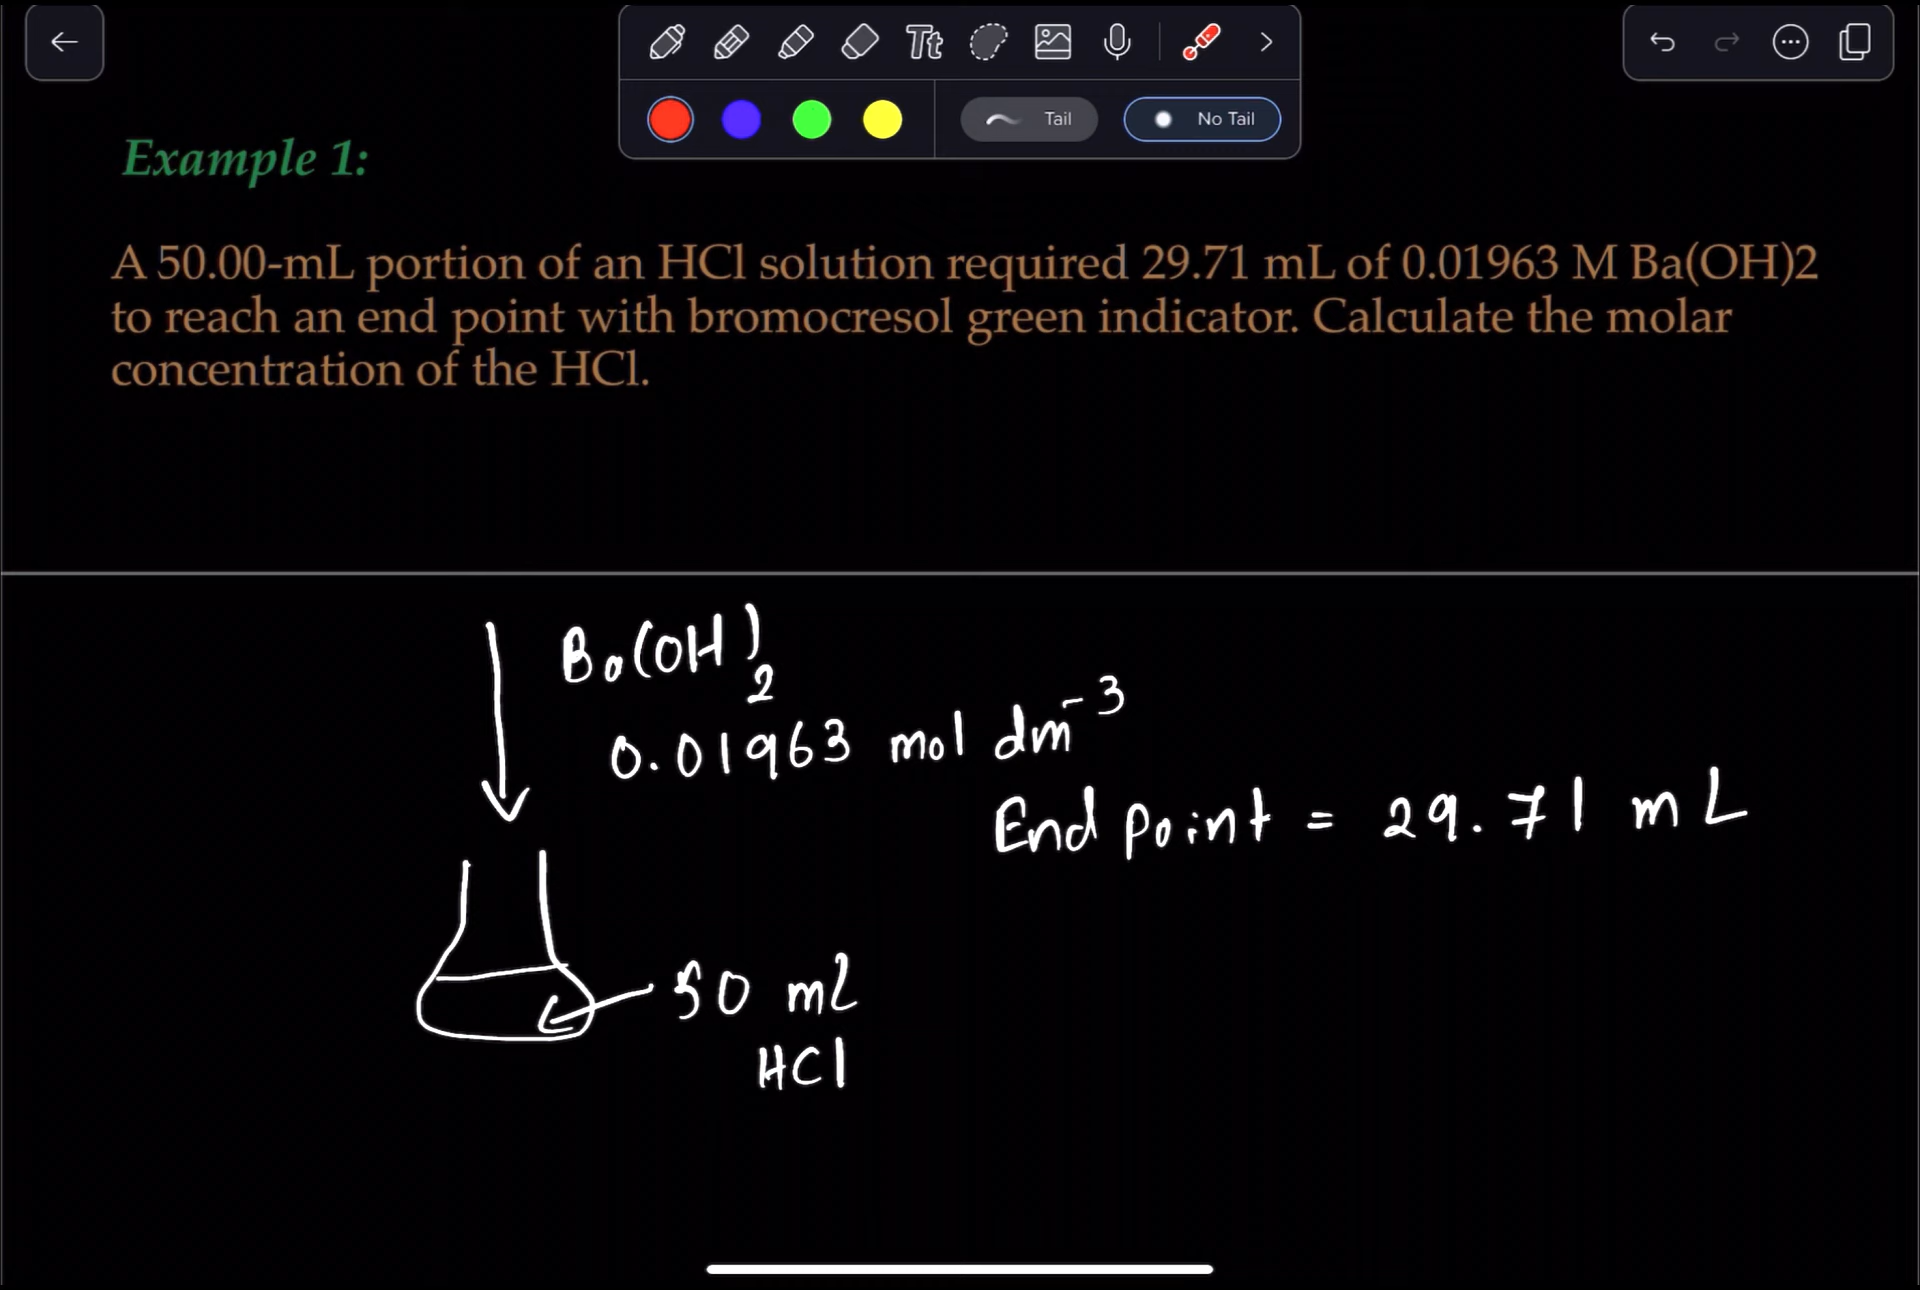 Tt
Tail
No Tail
Example 1:
A 50.00-mL portion of an HCl solution required 29.71 mL of 0.01963 M Ba(OH)2
to reach an end point with bromocresol green indicator. Calculate the molar
concentration of the HCl.
Ba(OH)₂
0.01963 mol dm⁻³
End point = 29.71 mL
50 ml
HCl